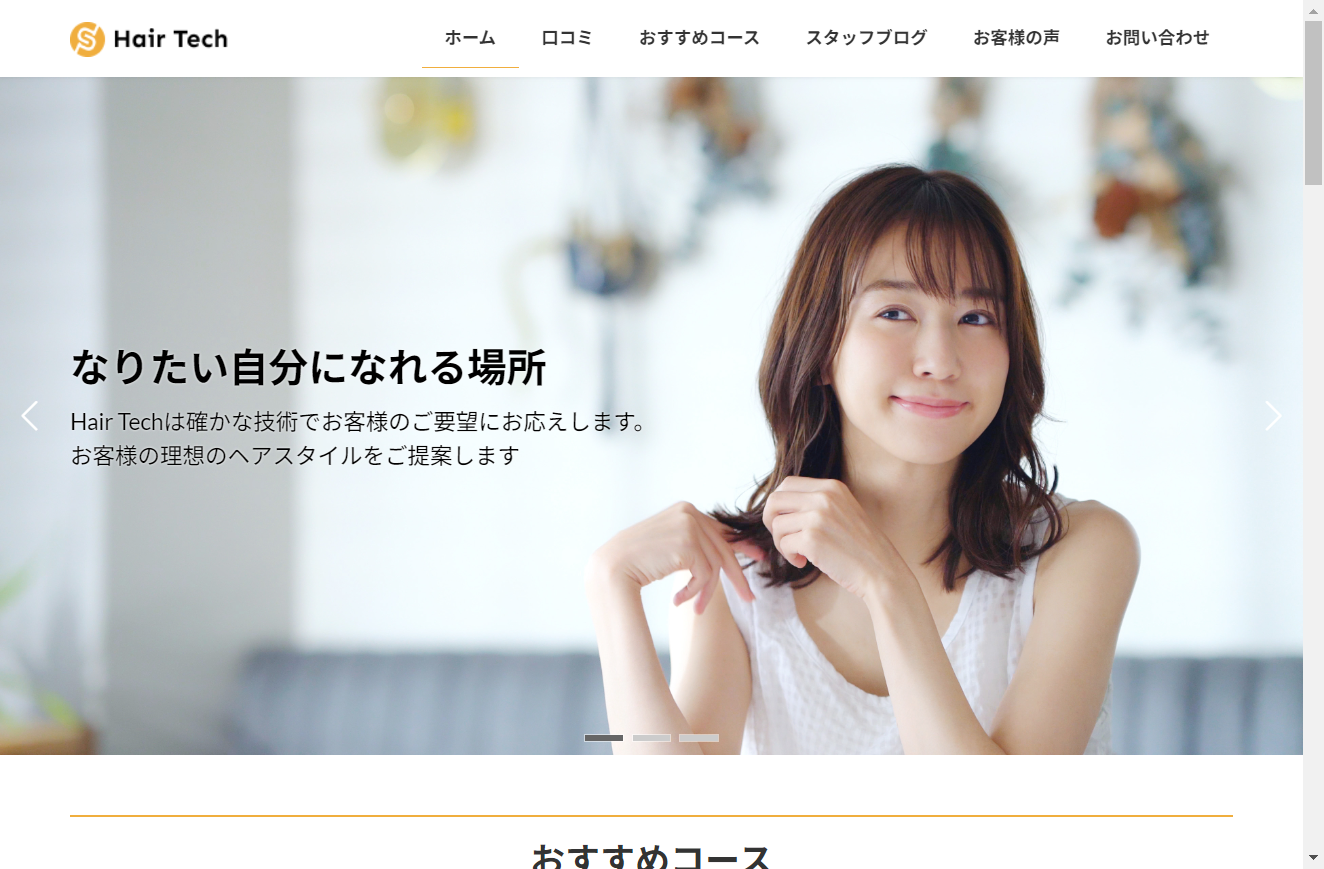 Hair Tech
ホーム
口コミ
おすすめコース
スタッフブログ
お客様の声
お問い合わせ
なりたい自分になれる場所
Hair Techは確かな技術でお客様のご要望にお応えします。
お客様の理想のヘアスタイルをご提案します
おすすめコース